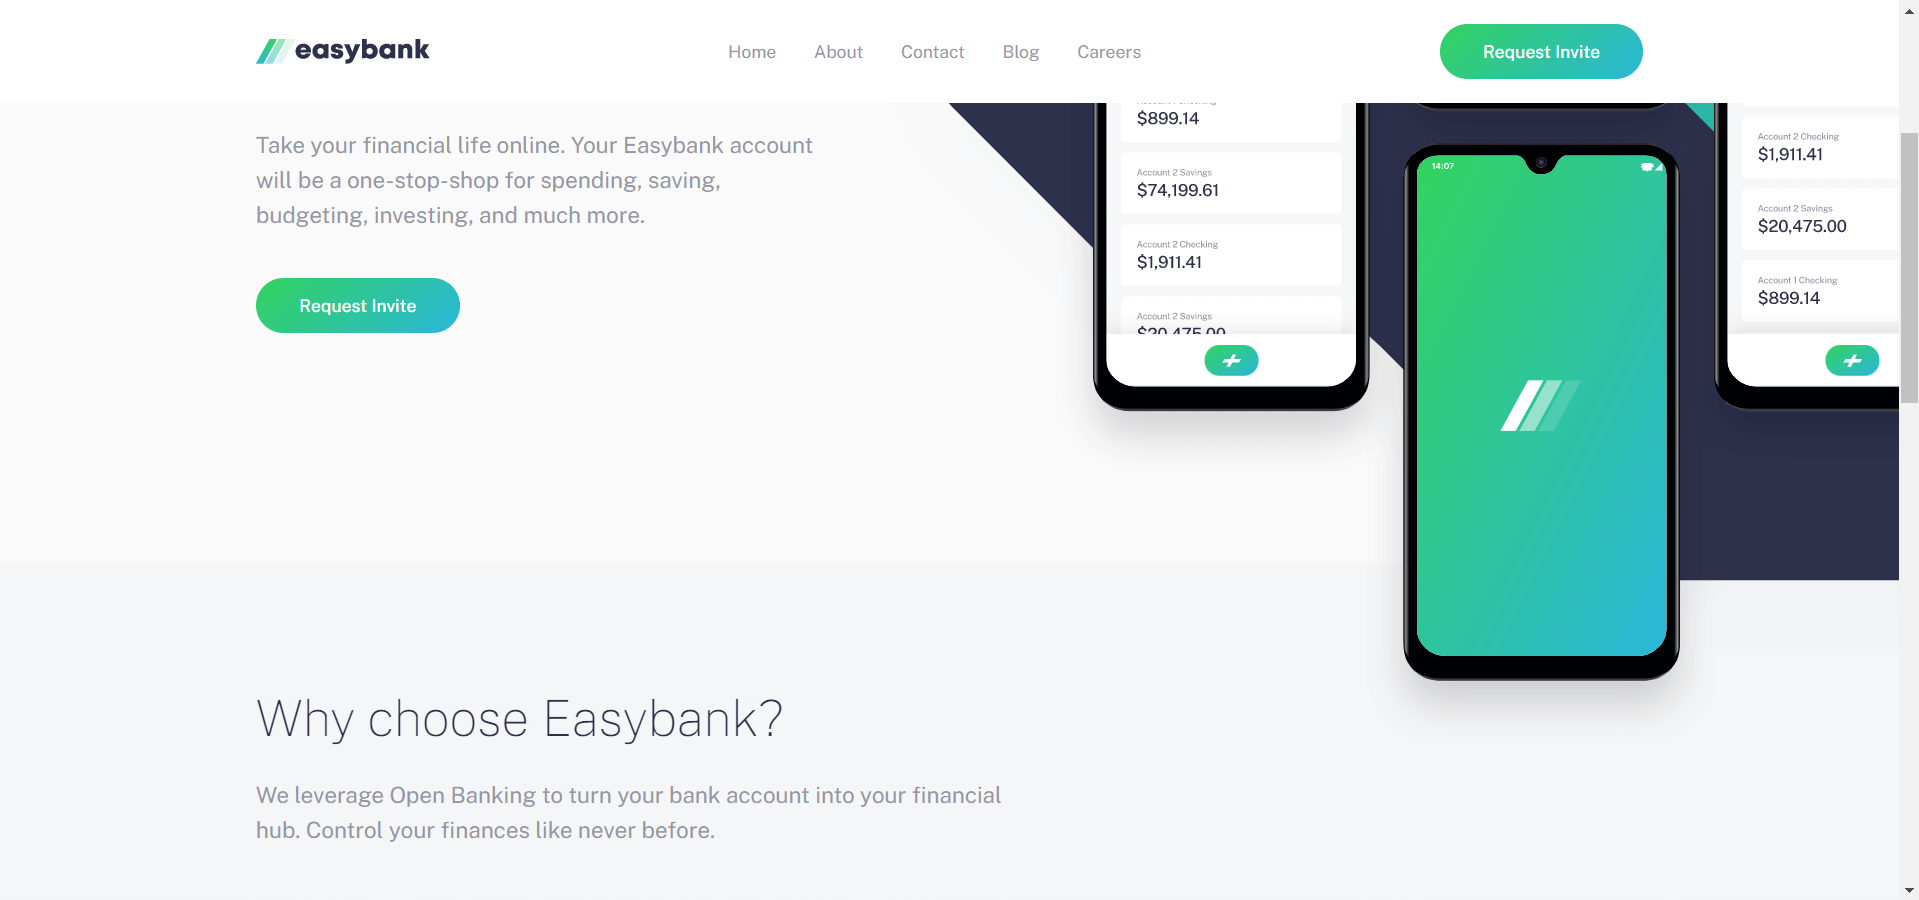 easybank
Home
About
Contact
Blog
Careers
Request Invite
Take your financial life online. Your Easybank account
will be a one-stop-shop for spending, saving,
budgeting, investing, and much more.
Request Invite
$899.14
Account 2 Savings
$74,199.61
Account 2 Checking
$1,911.41
Account 2 Savings
$20,475.00
14:07
Account 2 Checking
$1,911.41
Account 2 Savings
$20,475.00
Account 1 Checking
$899.14
Why choose Easybank?
We leverage Open Banking to turn your bank account into your financial
hub. Control your finances like never before.